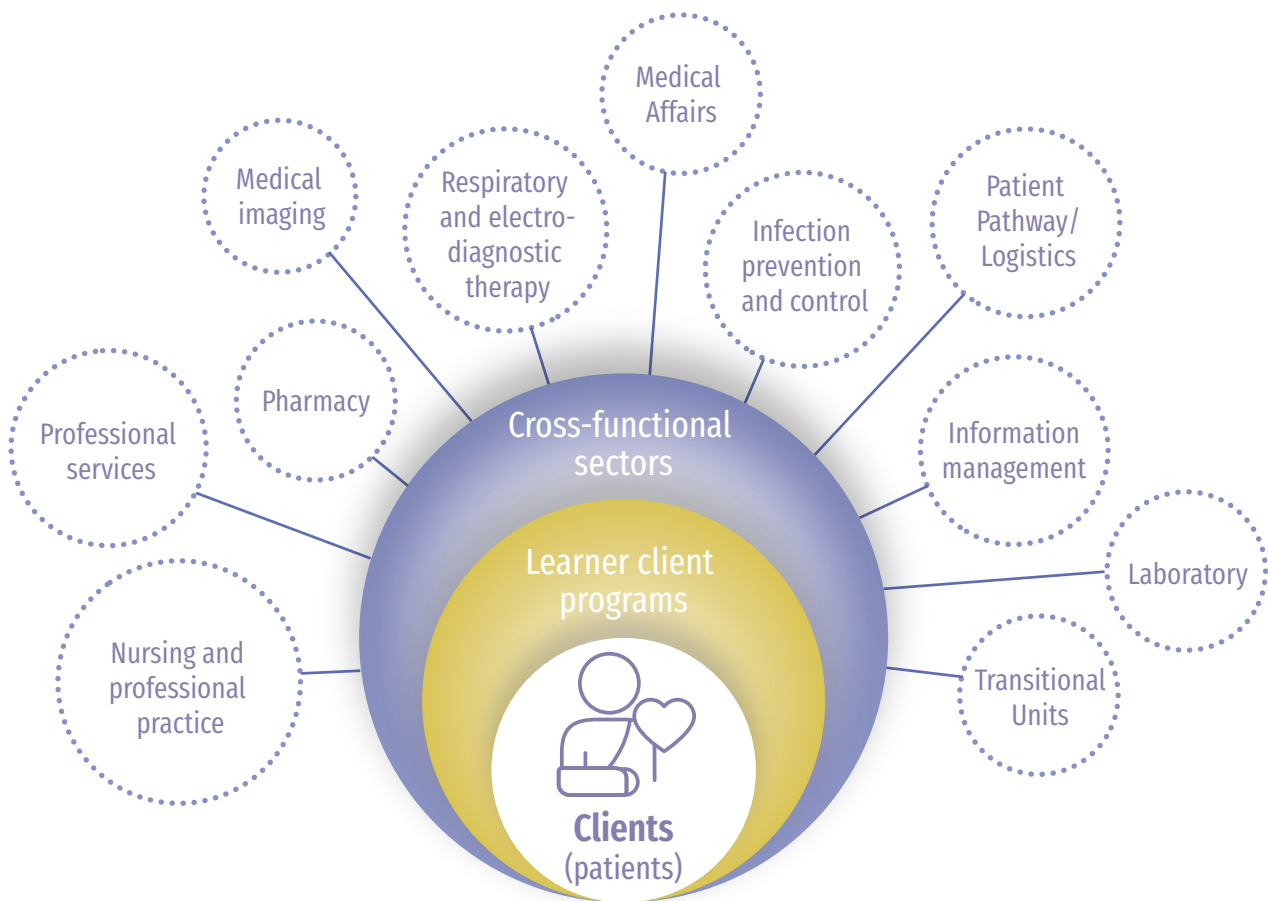 Medical
Affairs
Medical
imaging
Respiratory
and electro-
diagnostic
therapy
Infection
prevention
and control
Patient
Pathway/
Logistics
Pharmacy
Professional
services
Cross-functional
sectors
Information
management
Learner client
programs
Laboratory
Nursing and
professional
practice
Transitional
Units
Clients
(patients)